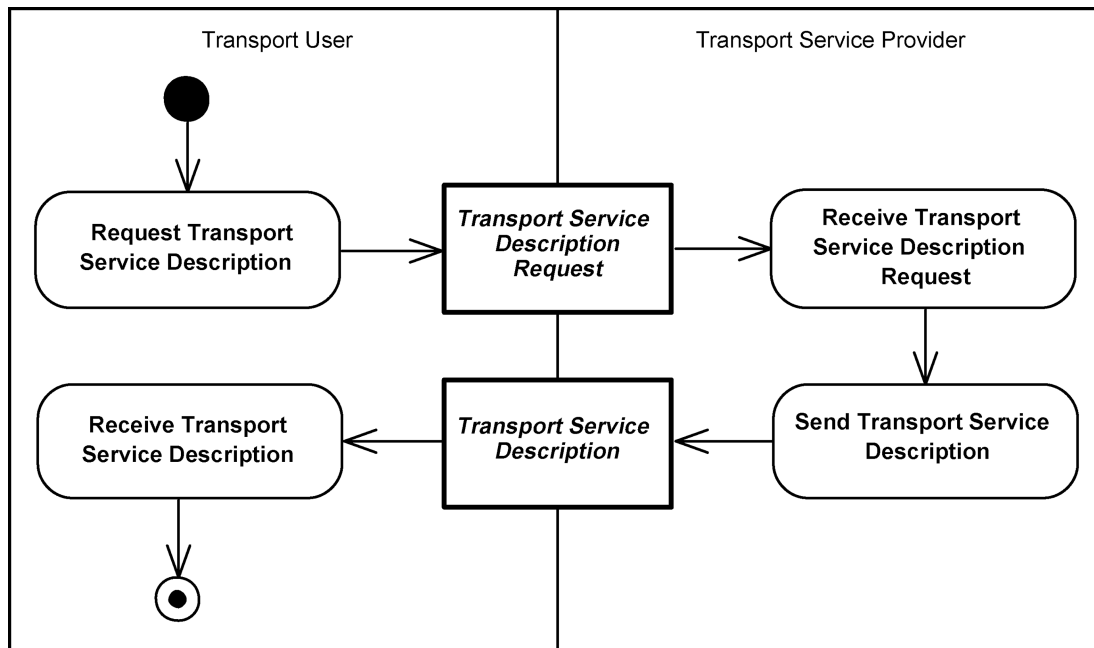 Transport User
Transport Service Provider
Request Transport
Service Description
Transport Service
Description
Request
Receive Transport
Service Description
Request
Receive Transport
Service Description
Transport Service
Description
Send Transport Service
Description